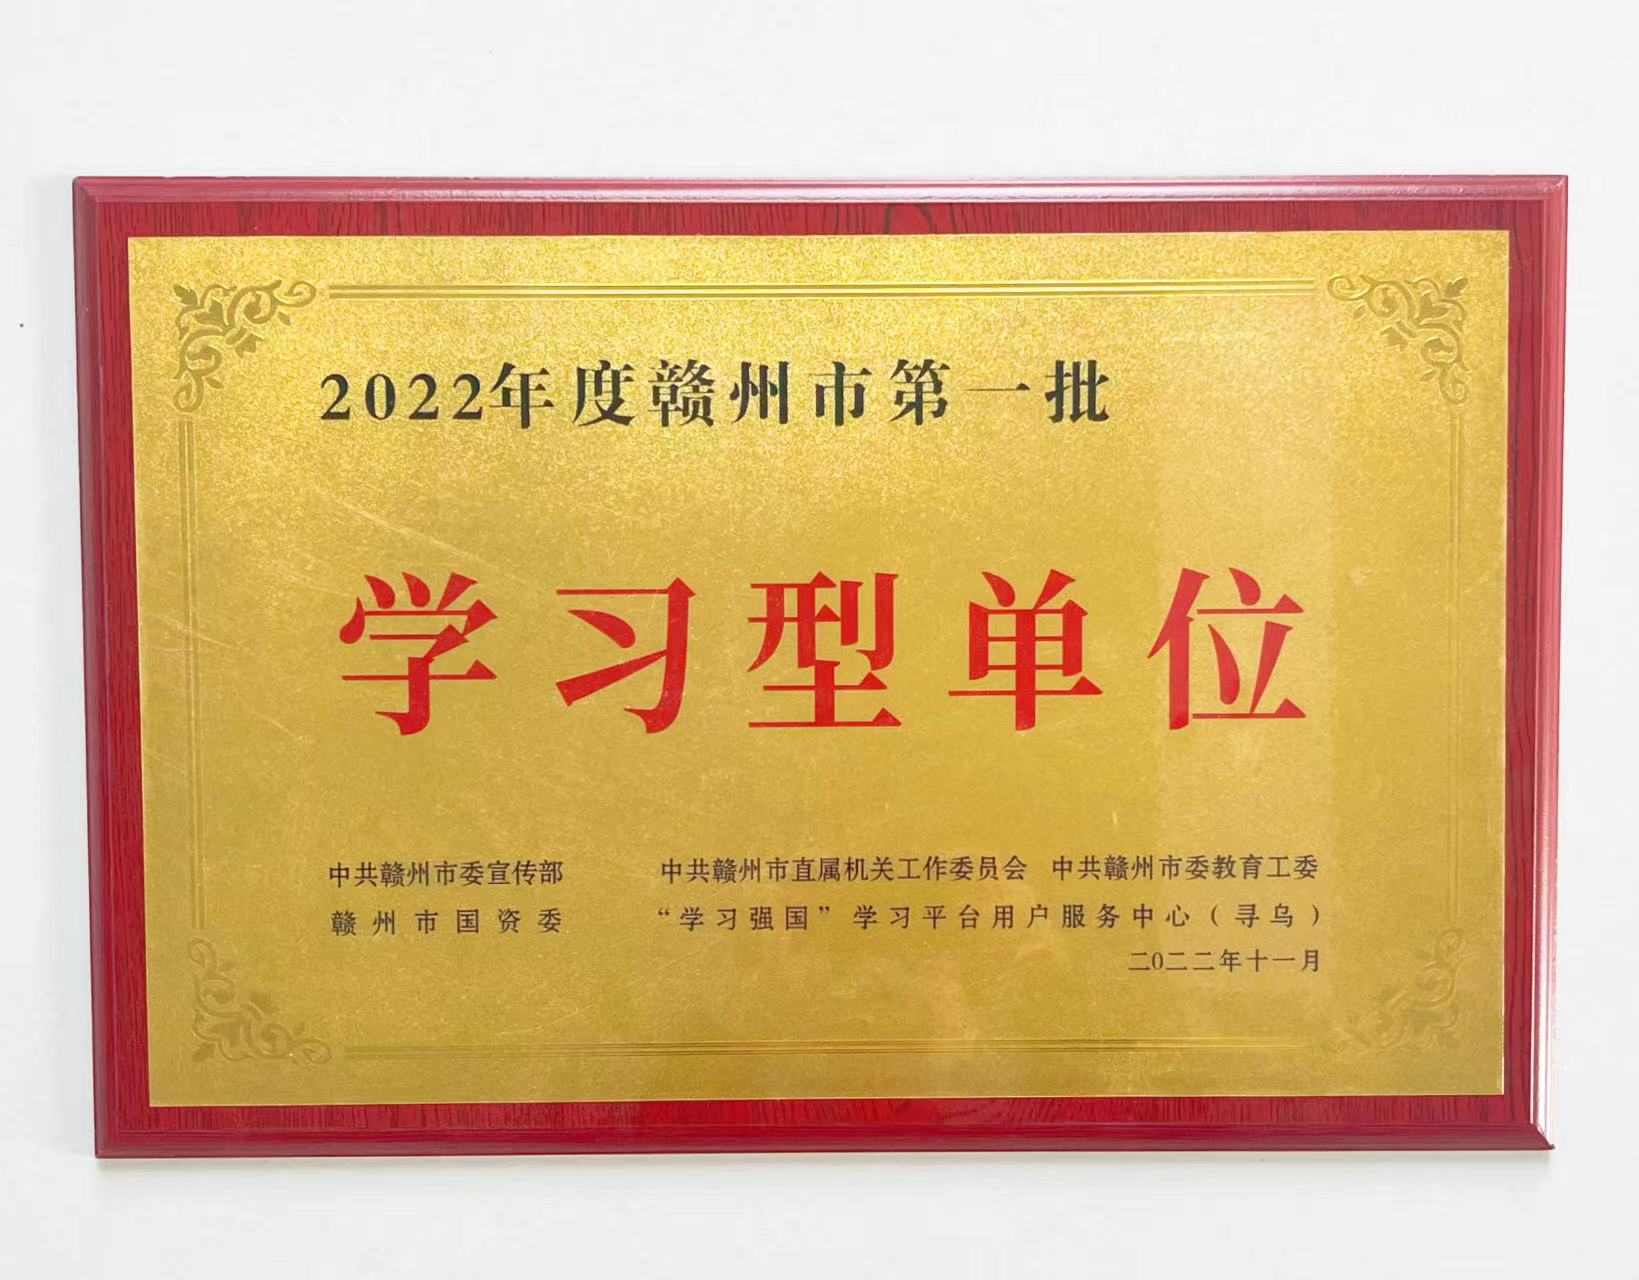 2022年度赣州市第一批
学习型单位
中共赣州市委宣传部 中共赣州市直属机关工作委员会 中共赣州市委教育工委
赣州市国资委 “学习强国”学习平台用户服务中心(寻乌)
二0二二年十一月